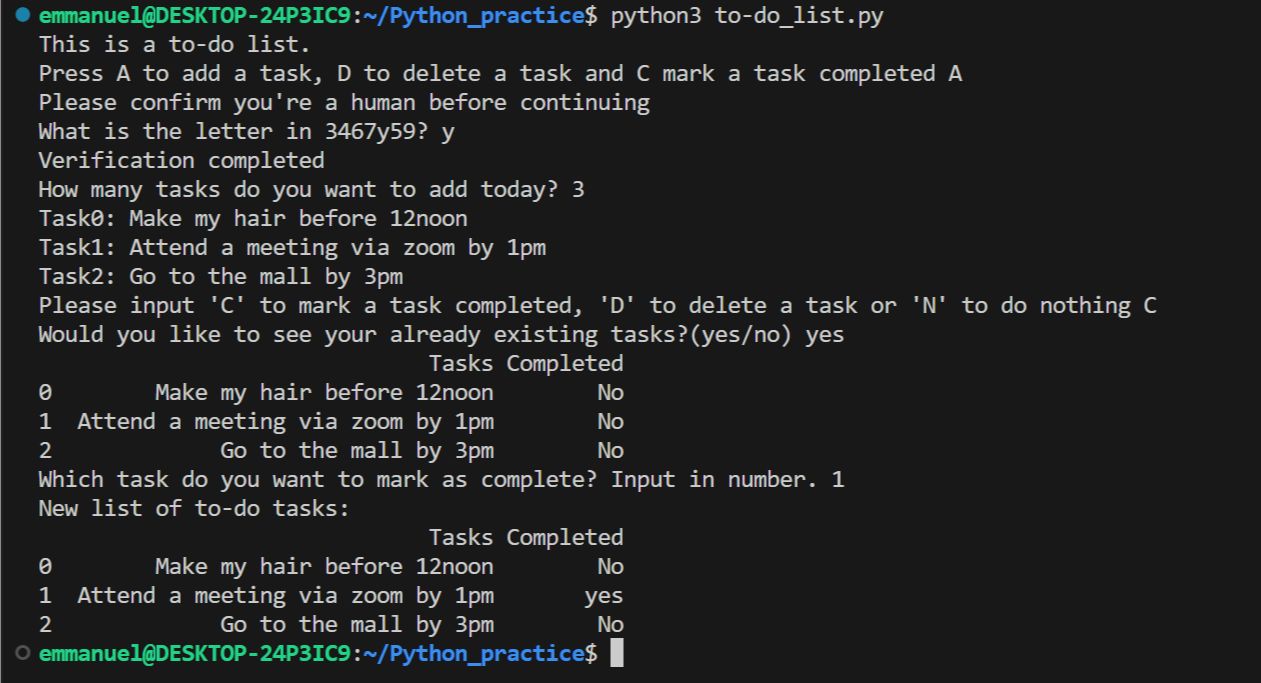 emmanuel@DESKTOP-24P3IC9:~/Python_practice$ python3 to-do_list.py
This is a to-do list.
Press A to add a task, D to delete a task and C mark a task completed A
Please confirm you're a human before continuing
What is the letter in 3467y59? y
Verification completed
How many tasks do you want to add today? 3
Task0: Make my hair before 12noon
Task1: Attend a meeting via zoom by 1pm
Task2: Go to the mall by 3pm
Please input 'C' to mark a task completed, 'D' to delete a task or 'N' to do nothing C
Would you like to see your already existing tasks?(yes/no) yes
Tasks Completed
0 Make my hair before 12noon No
1 Attend a meeting via zoom by 1pm No
2 Go to the mall by 3pm No
Which task do you want to mark as complete? Input in number. 1
New list of to-do tasks:
Tasks Completed
0 Make my hair before 12noon No
1 Attend a meeting via zoom by 1pm yes
2 Go to the mall by 3pm No
emmanuel@DESKTOP-24P3IC9:~/Python_practice$